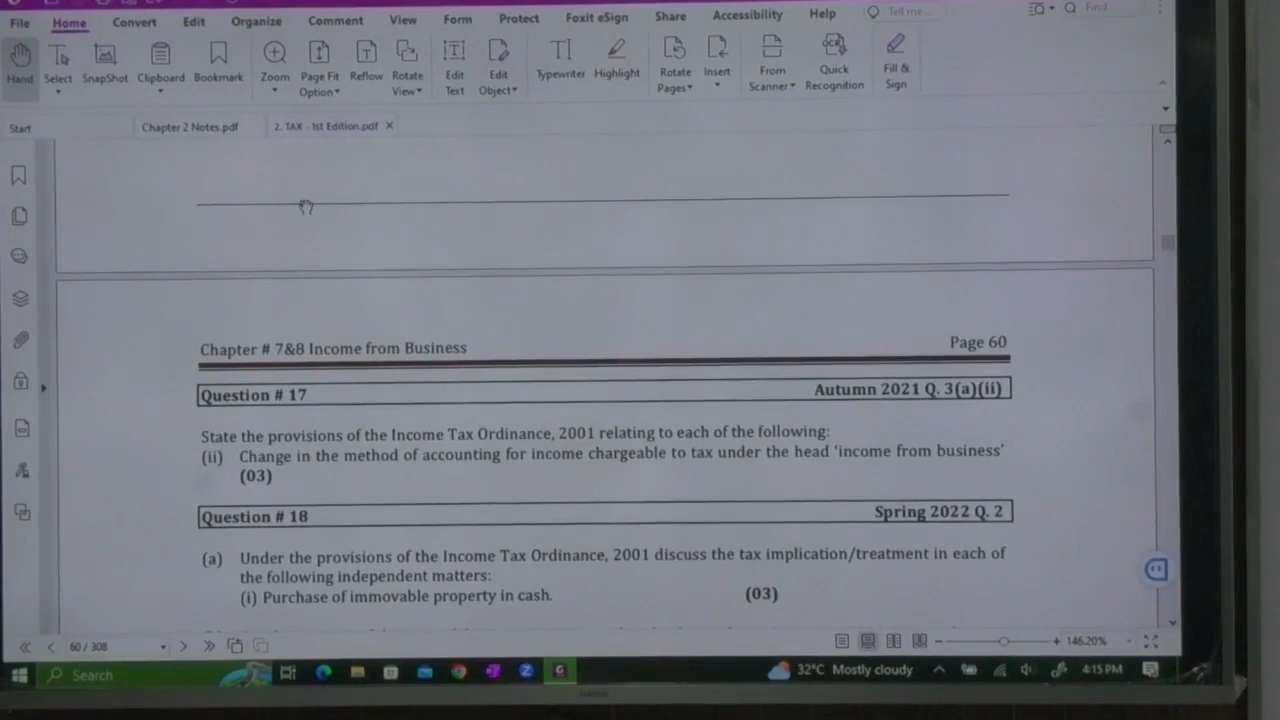 File Home Convert Edit Organize Comment View Form Protect Foxit eSign Share Accessibility Help Tell me... Find
Hand Select SnapShot Clipboard Bookmark Zoom Page Fit Option Reflow Rotate View Edit Text Edit Object Typewriter Highlight Rotate Pages Insert From Scanner Quick Recognition Fill & Sign
Start Chapter 2 Notes.pdf 2. TAX - 1st Edition.pdf
Chapter # 7&8 Income from Business Page 60
Question # 17 Autumn 2021 Q. 3(a)(ii)
State the provisions of the Income Tax Ordinance, 2001 relating to each of the following:
(ii) Change in the method of accounting for income chargeable to tax under the head ‘income from business’
(03)
Question # 18 Spring 2022 Q. 2
(a) Under the provisions of the Income Tax Ordinance, 2001 discuss the tax implication/treatment in each of
the following independent matters:
(i) Purchase of immovable property in cash. (03)
60 / 308 146.20%
Search 32°C Mostly cloudy 4:15 PM